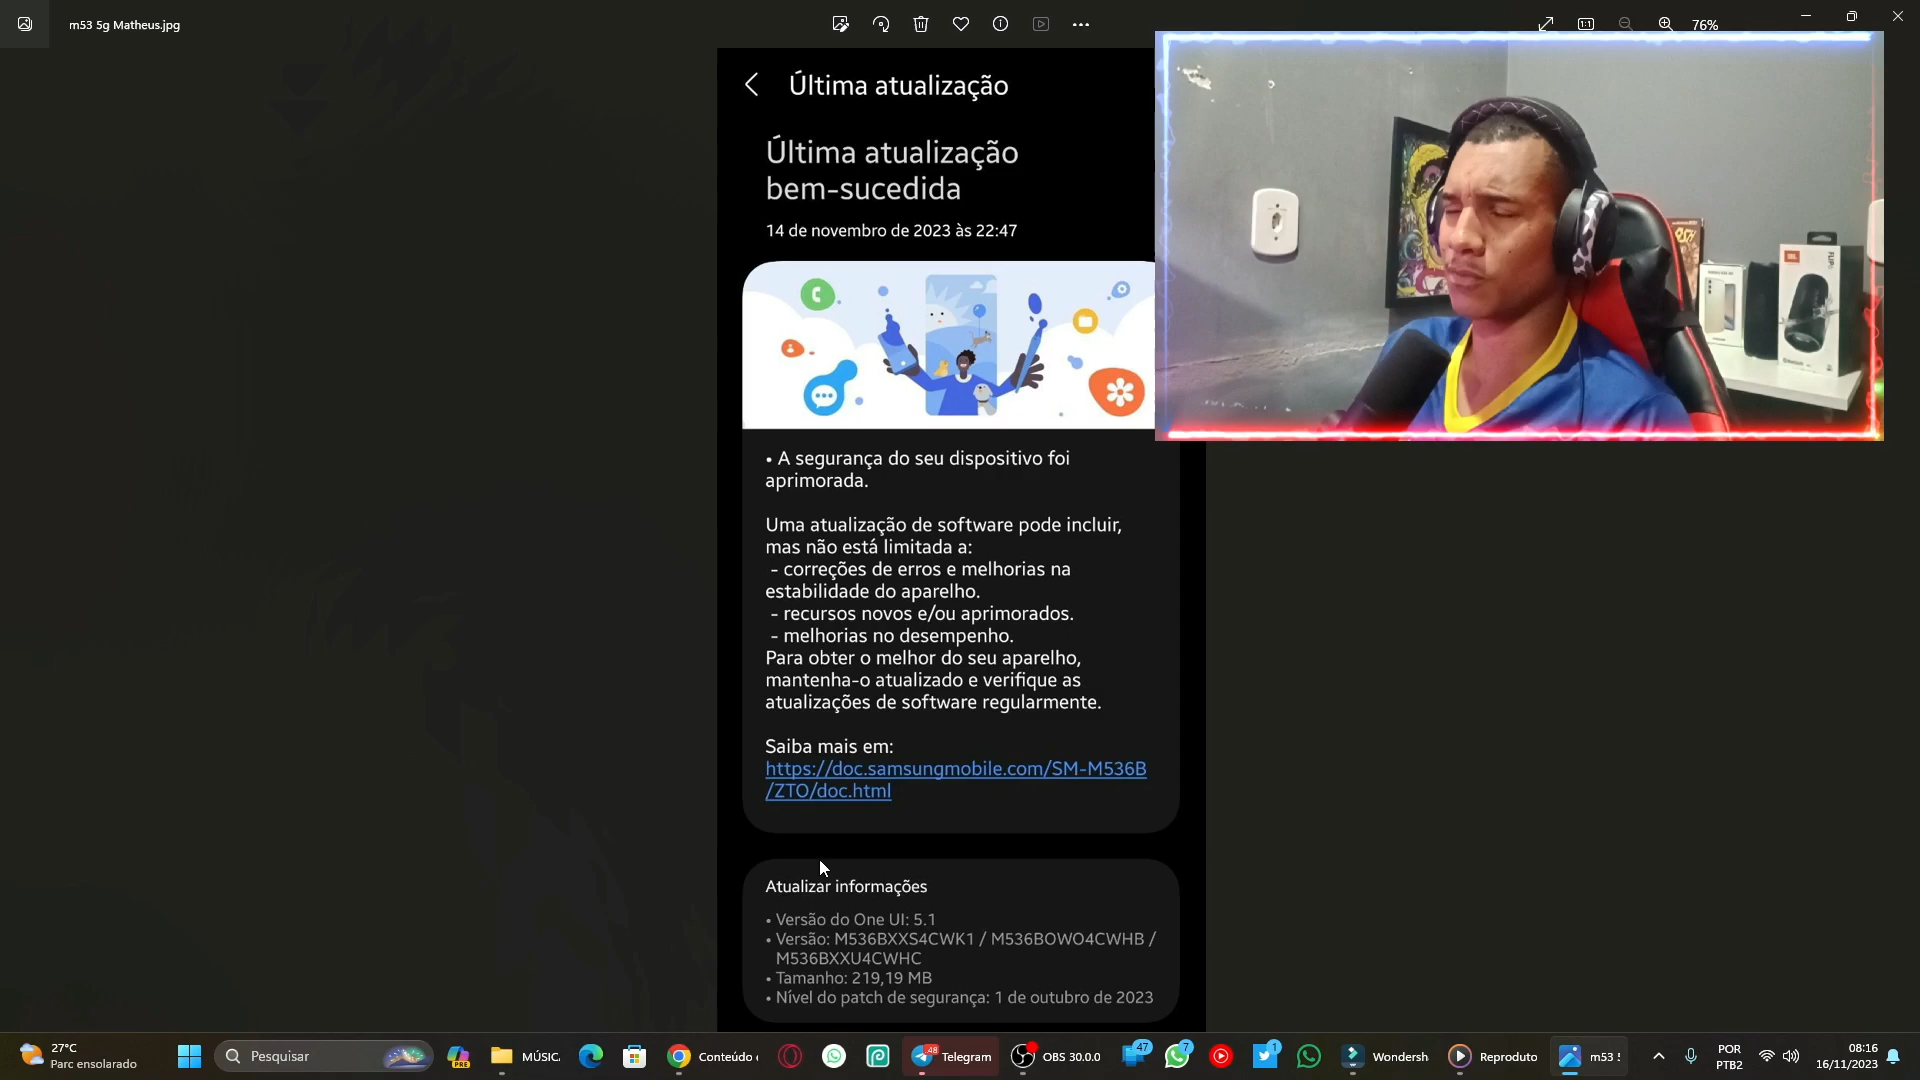 m53 5g Matheus.jpg
76%
Última atualização
Última atualização
bem-sucedida
14 de novembro de 2023 às 22:47
JBL
FLIP
• A segurança do seu dispositivo foi
aprimorada.
Uma atualização de software pode incluir,
mas não está limitada a:
- correções de erros e melhorias na
estabilidade do aparelho.
- recursos novos e/ou aprimorados.
- melhorias no desempenho.
Para obter o melhor do seu aparelho,
mantenha-o atualizado e verifique as
atualizações de software regularmente.
Saiba mais em:
https://doc.samsungmobile.com/SM-M536B
/ZTO/doc.html
Atualizar informações
• Versão do One UI: 5.1
• Versão: M536BXXS4CWK1 / M536BOWO4CWHB /
M536BXXU4CWHC
• Tamanho: 219,19 MB
• Nível do patch de segurança: 1 de outubro de 2023
27°C
Parc ensolarado
Pesquisar
PRE
MÚSIC
Conteúdo
48
Telegram
OBS 30.0.0
47
7
1
Wondersh
Reproduto
m53
POR
PTB2
08:16
16/11/2023